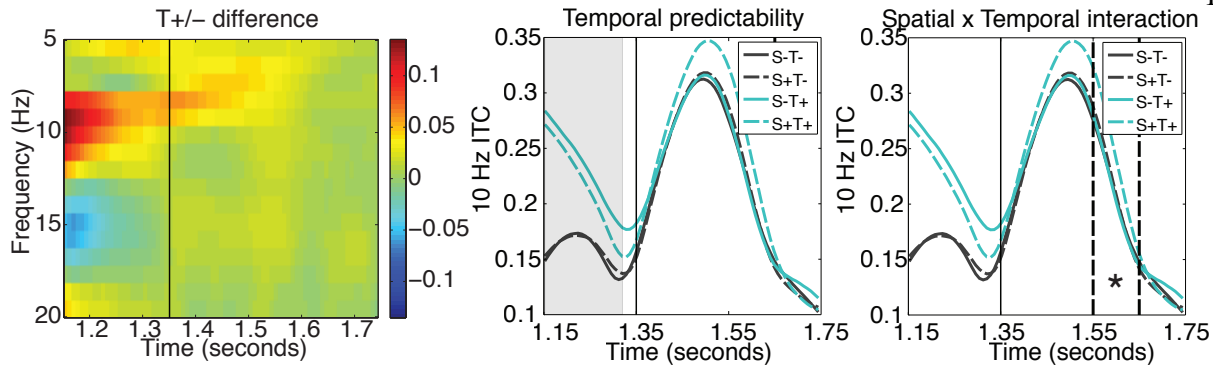 T+/− difference
Frequency (Hz)
5
10
15
20
1.2 1.3 1.4 1.5 1.6 1.7
Time (seconds)
0.1
0.05
0
−0.05
−0.1
Temporal predictability
10 Hz ITC
0.35
0.3
0.25
0.2
0.15
0.1
S-T-
S+T-
S-T+
S+T+
1.15 1.35 1.55 1.75
Time (seconds)
Spatial x Temporal interaction
10 Hz ITC
0.35
0.3
0.25
0.2
0.15
0.1
S-T-
S+T-
S-T+
S+T+
*
1.15 1.35 1.55 1.75
Time (seconds)